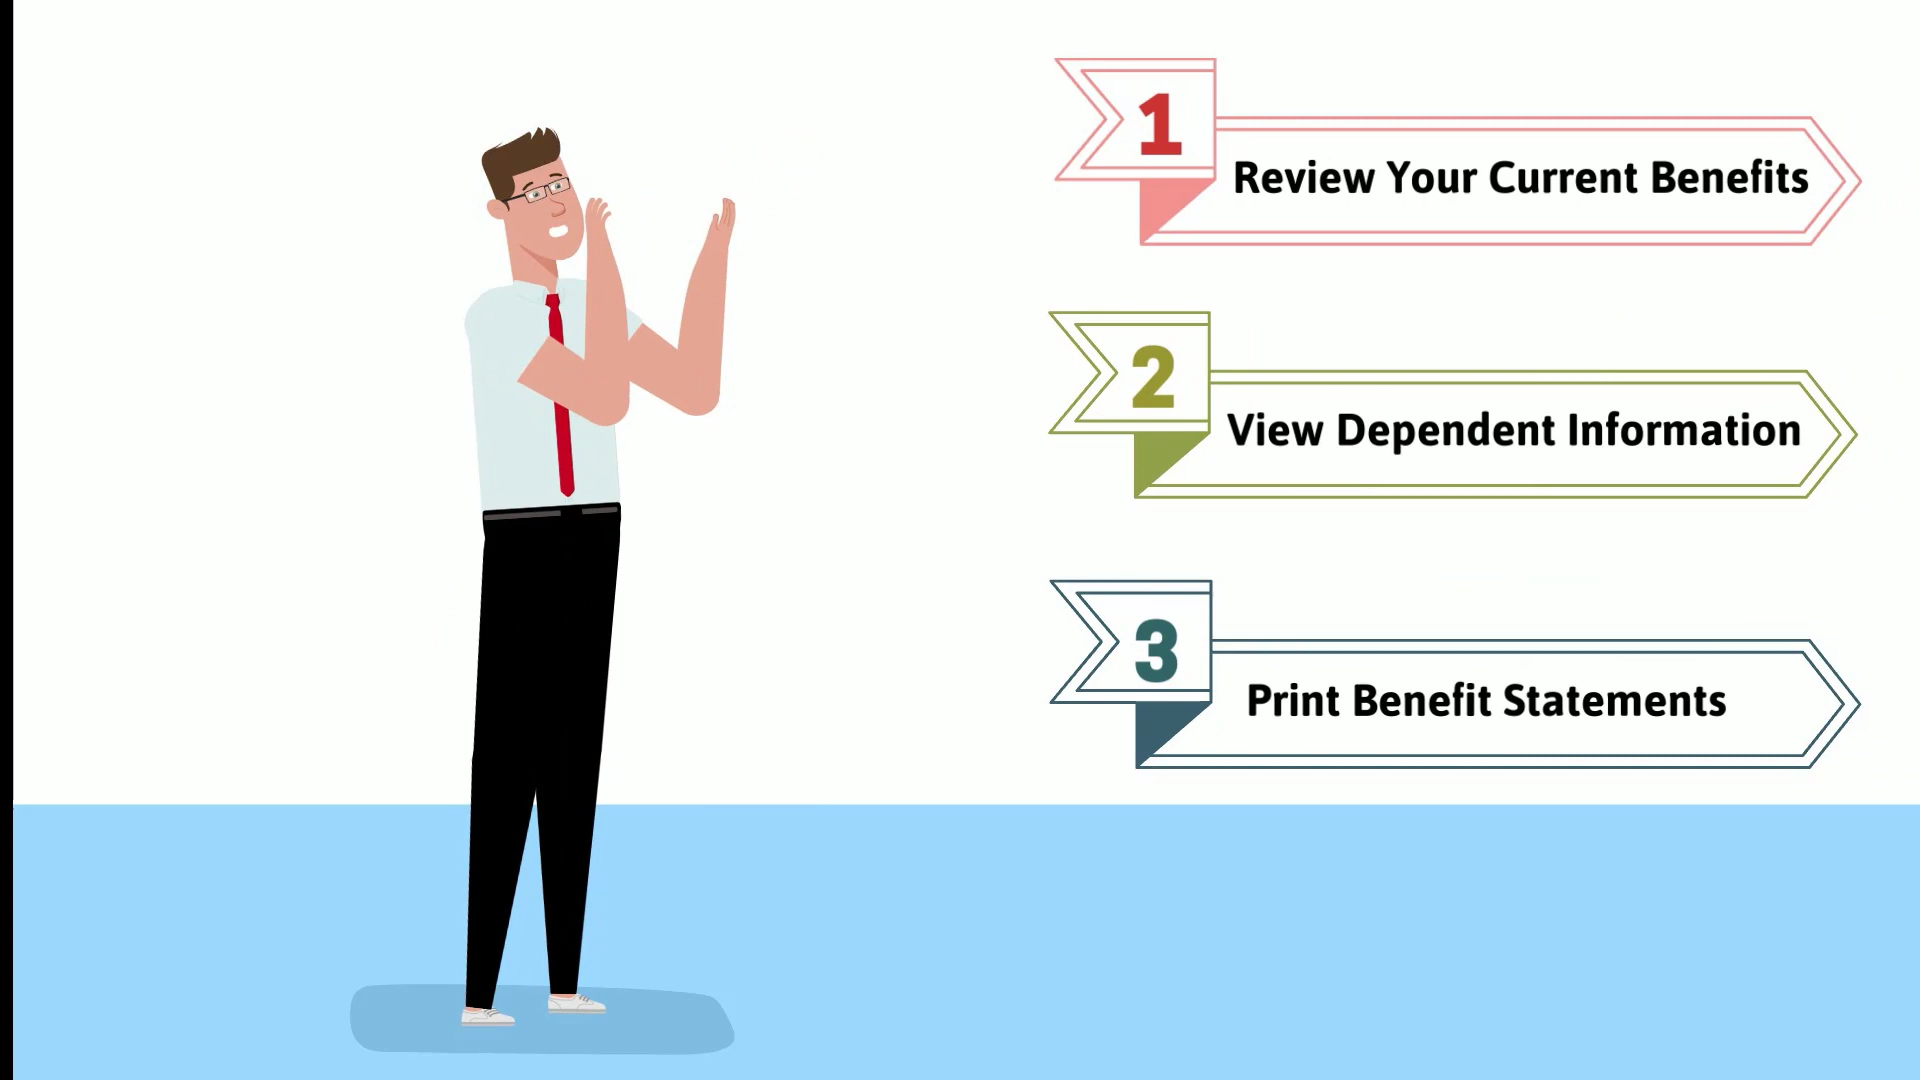 1
Review Your Current Benefits
2
View Dependent Information
3
Print Benefit Statements